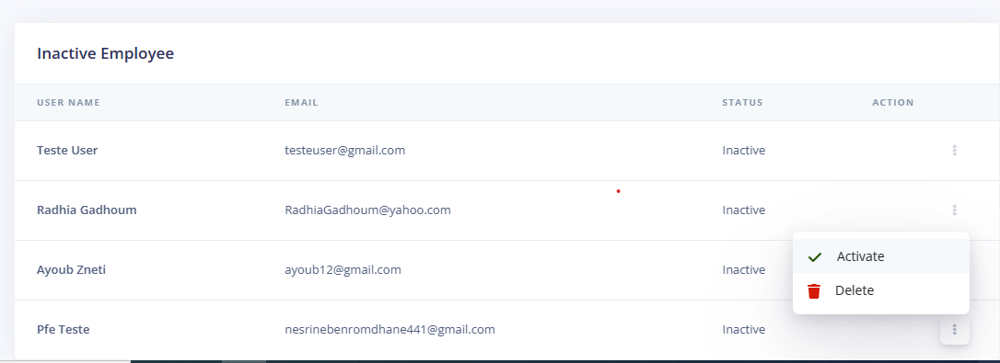 Inactive Employee
USER NAME EMAIL STATUS ACTION
Teste User testeuser@gmail.com Inactive
Radhia Gadhoum RadhiaGadhoum@yahoo.com Inactive
Activate
Ayoub Zneti ayoub12@gmail.com Inactive
Delete
Pfe Teste nesrinebenromdhane441@gmail.com Inactive